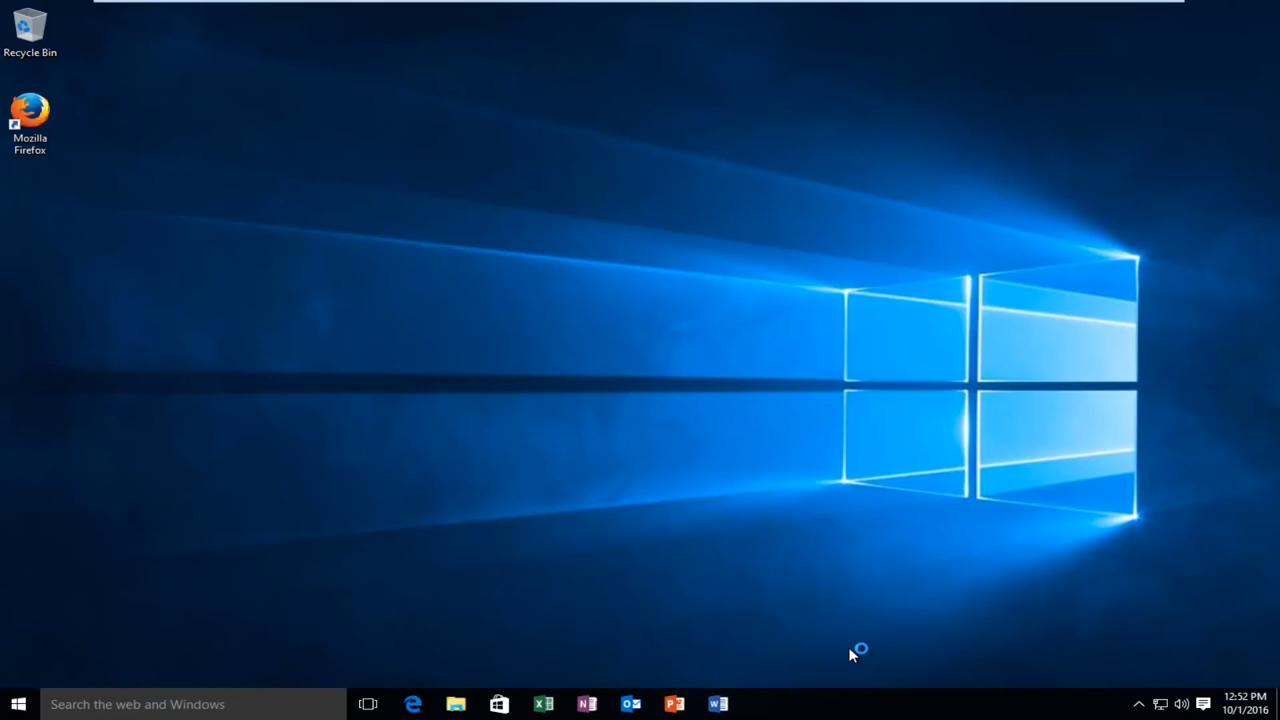 Recycle Bin
Mozilla
Firefox
Search the web and Windows
12:52 PM
10/1/2016